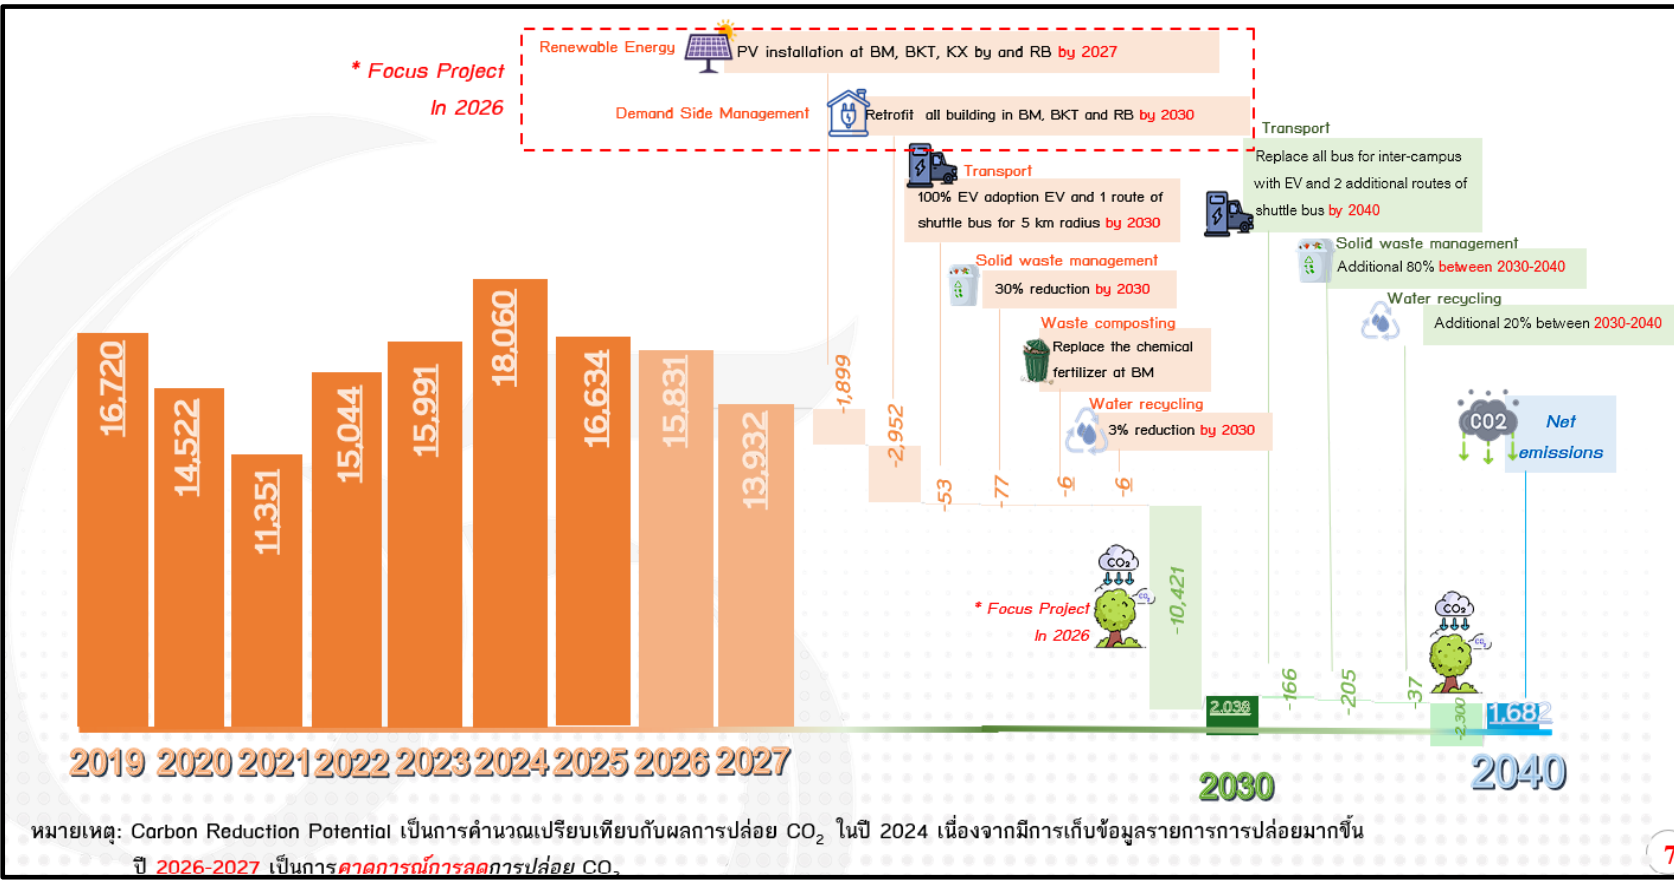 * Focus Project
In 2026
Renewable Energy
PV installation at BM, BKT, KX by and RB by 2027
Demand Side Management
Retrofit all building in BM, BKT and RB by 2030
Transport
100% EV adoption EV and 1 route of
shuttle bus for 5 km radius by 2030
Solid waste management
30% reduction by 2030
Waste composting
Replace the chemical
fertilizer at BM
Water recycling
3% reduction by 2030
Transport
Replace all bus for inter-campus
with EV and 2 additional routes of
shuttle bus by 2040
Solid waste management
Additional 80% between 2030-2040
Water recycling
Additional 20% between 2030-2040
CO2
Net
emissions
16,720
14,522
11,351
15,044
15,991
18,060
16,634
15,831
13,932
-1,899
-2,952
-53
-77
-6
-6
-10,421
CO2
CO2
* Focus Project
In 2026
2.038
-166
-205
-37
CO2
CO2
-2,300
1.682
2019
2020
2021
2022
2023
2024
2025
2026
2027
2030
2040
หมายเหตุ: Carbon Reduction Potential เป็นการคำนวณเปรียบเทียบกับผลการปล่อย CO2 ในปี 2024 เนื่องจากมีการเก็บข้อมูลรายการการปล่อยมากขึ้น
ปี 2026-2027 เป็นการคาดการณ์การลดการปล่อย CO2
7